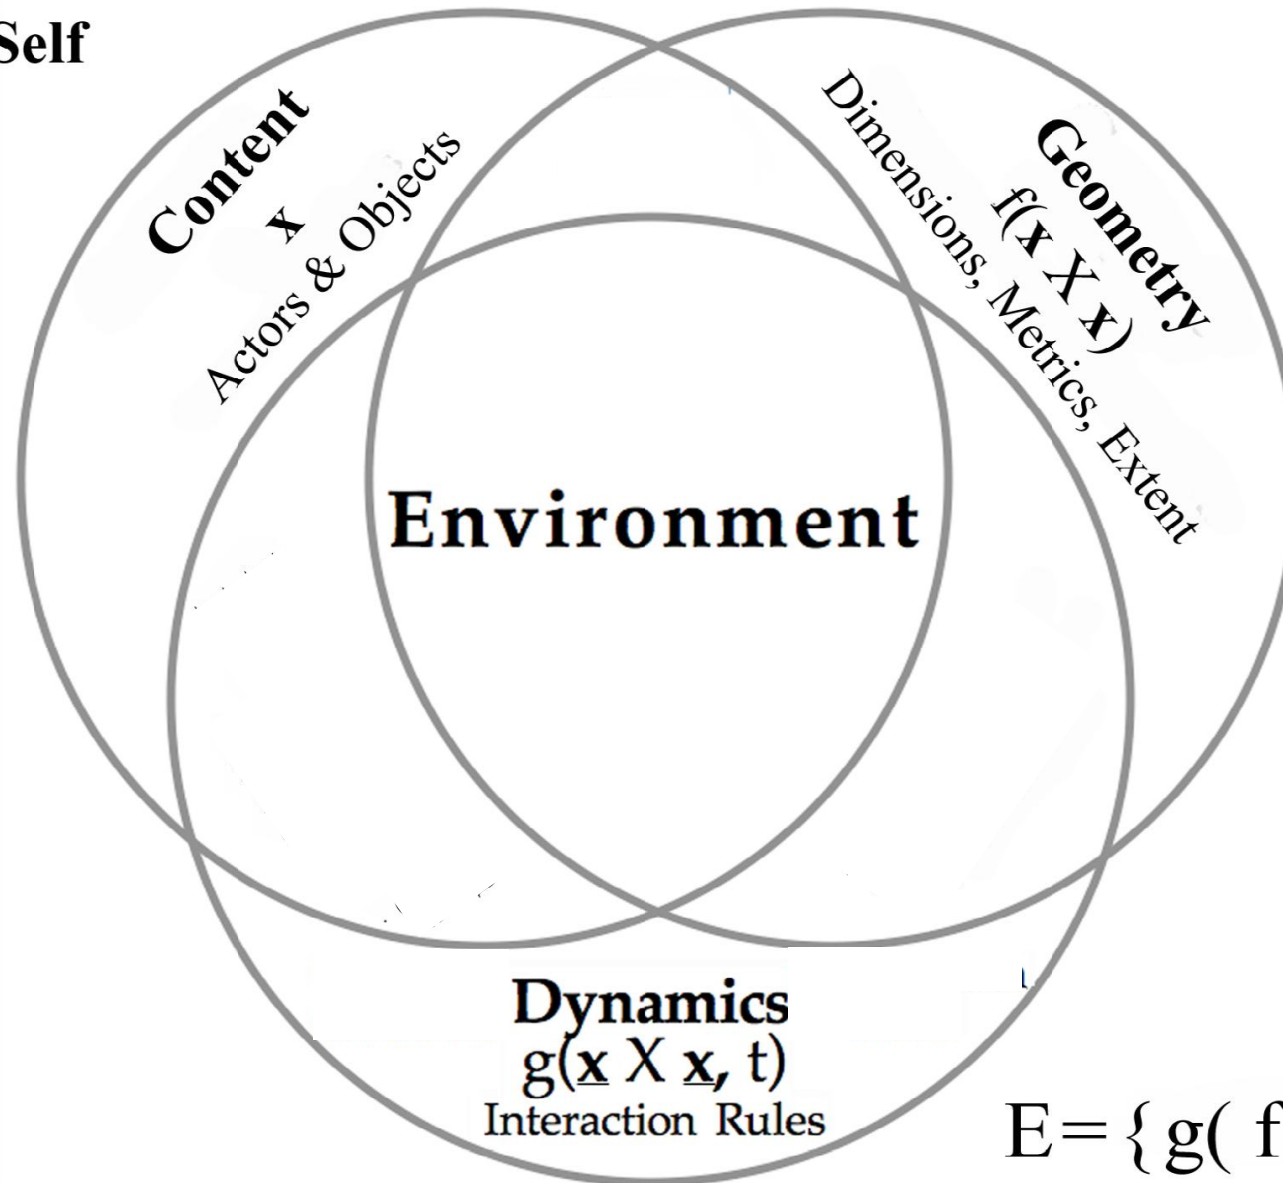 Self
Content
x
Actors & Objects
Geometry
f(x X x)
Dimensions, Metrics, Extent
Environment
Dynamics
g(x X x, t)
Interaction Rules
E={g( f